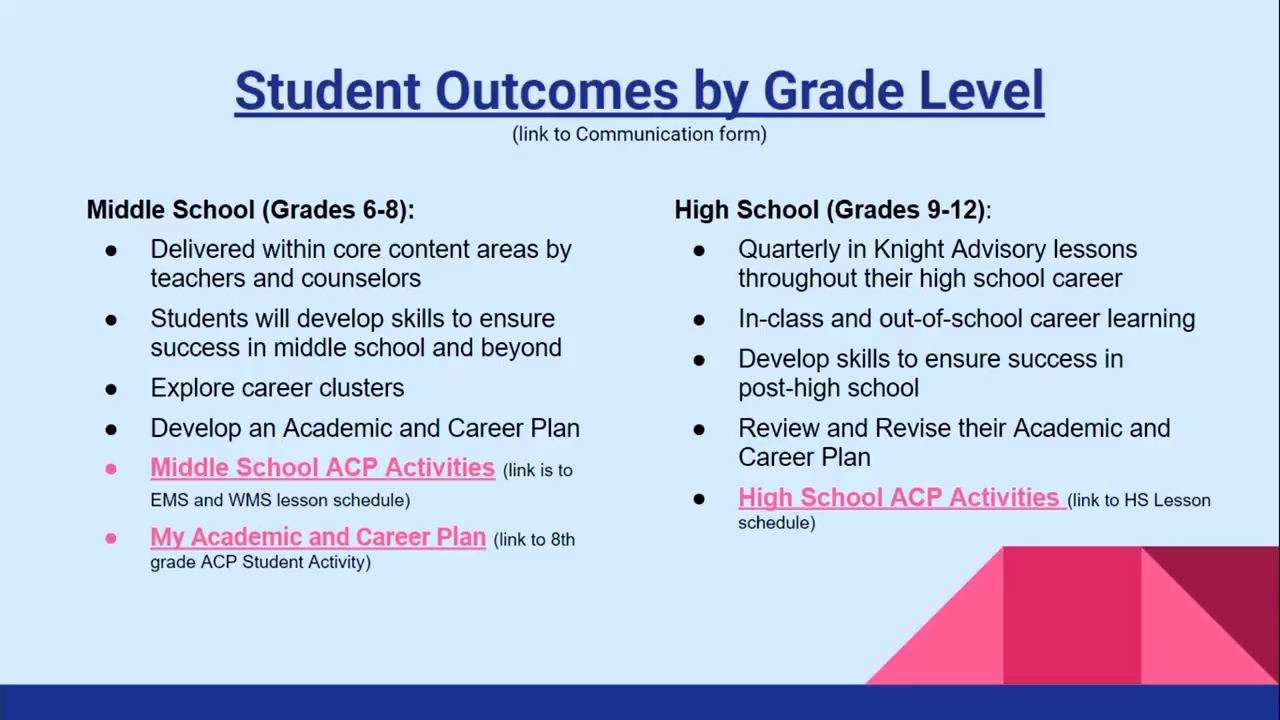 Student Outcomes by Grade Level
(link to Communication form)
Middle School (Grades 6-8):
● Delivered within core content areas by
teachers and counselors
● Students will develop skills to ensure
success in middle school and beyond
● Explore career clusters
● Develop an Academic and Career Plan
● Middle School ACP Activities (link is to
EMS and WMS lesson schedule)
● My Academic and Career Plan (link to 8th
grade ACP Student Activity)
High School (Grades 9-12):
● Quarterly in Knight Advisory lessons
throughout their high school career
● In-class and out-of-school career learning
● Develop skills to ensure success in
post-high school
● Review and Revise their Academic and
Career Plan
● High School ACP Activities (link to HS Lesson
schedule)